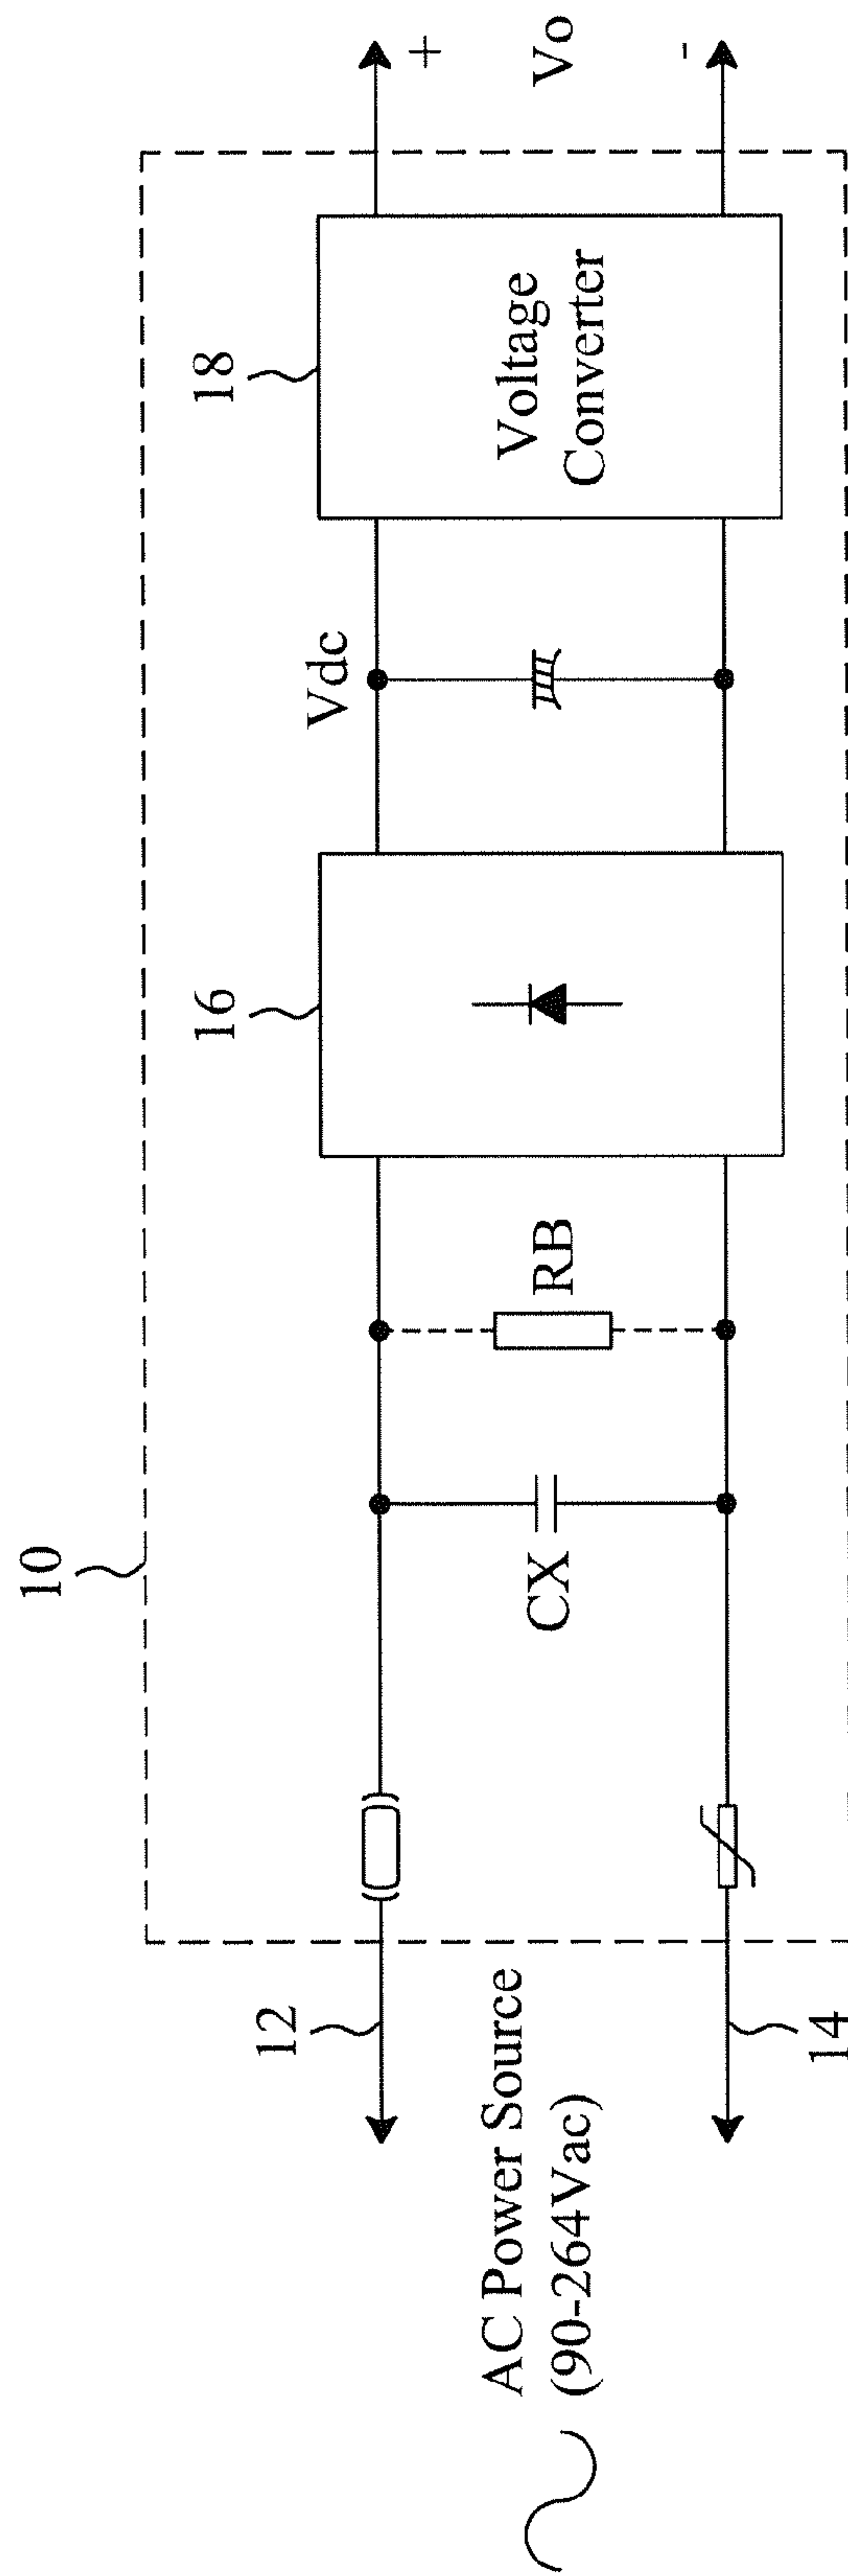 10
12
14
16
18
AC Power Source
(90-264Vac)
CX
RB
Vdc
Voltage
Converter
+
Vo
-